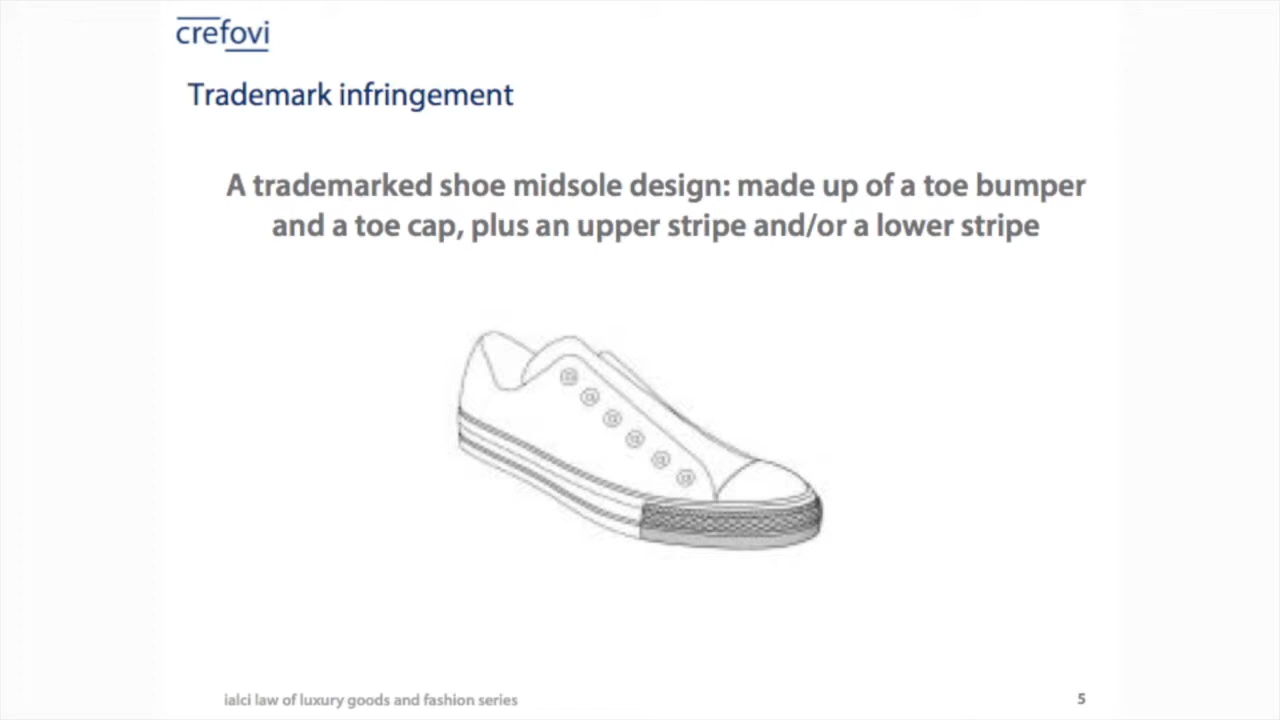 crefovi
Trademark infringement
A trademarked shoe midsole design: made up of a toe bumper
and a toe cap, plus an upper stripe and/or a lower stripe
ialci law of luxury goods and fashion series
5